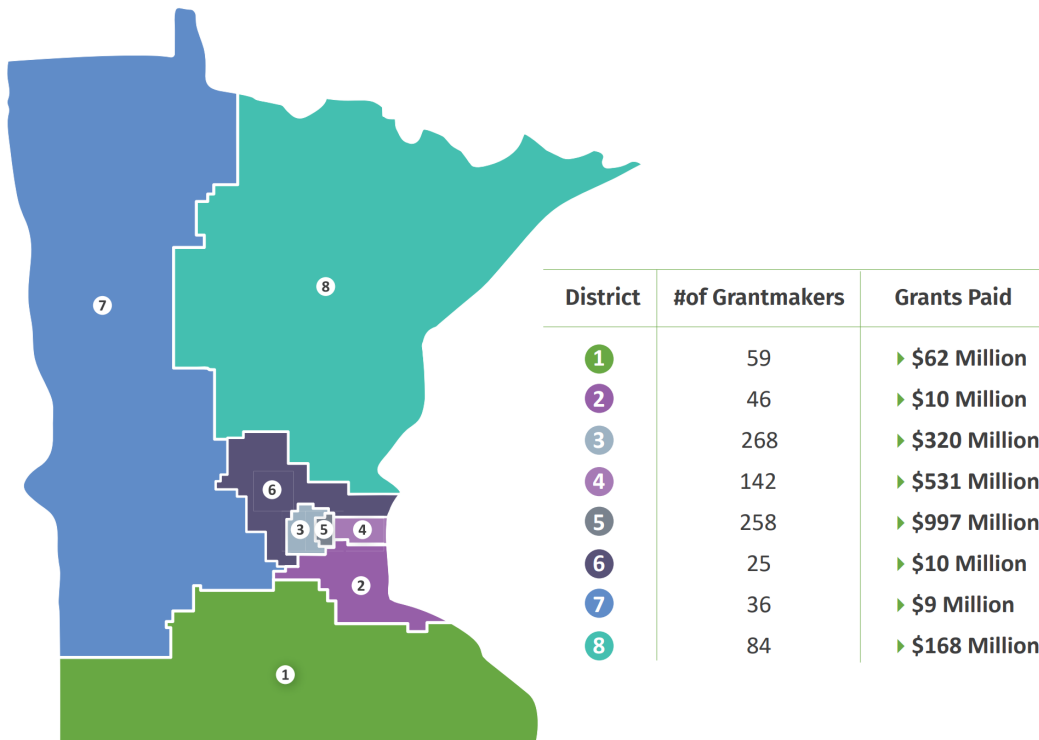 7
8
6
3
5
4
2
1
District #of Grantmakers Grants Paid
1 59 $62 Million
2 46 $10 Million
3 268 $320 Million
4 142 $531 Million
5 258 $997 Million
6 25 $10 Million
7 36 $9 Million
8 84 $168 Million